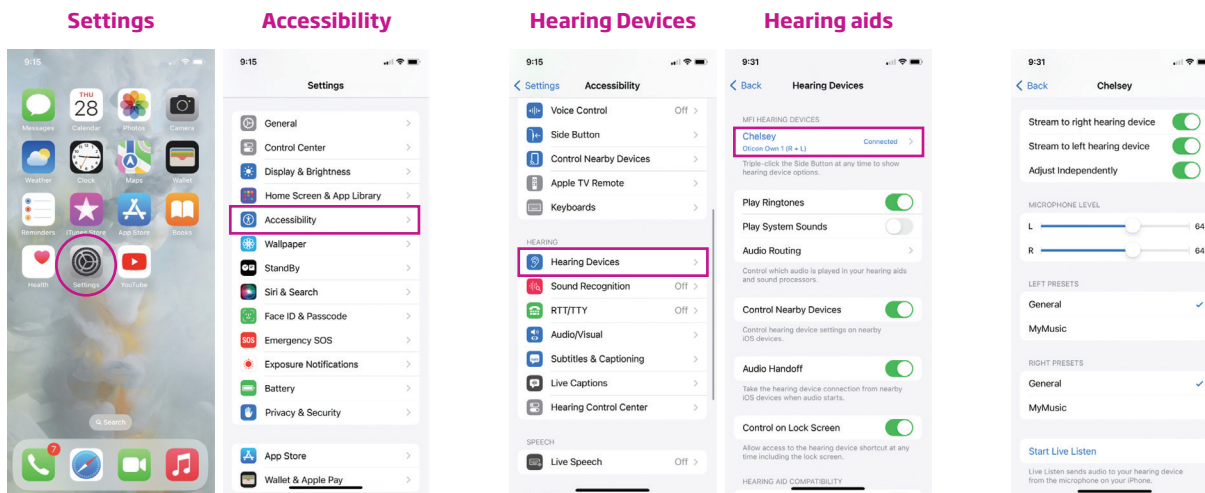 Settings
Accessibility
Hearing Devices
Hearing aids
9:15
THU
28
Messages
Calendar
Photos
Camera
Weather
Clock
Maps
Wallet
Reminders
iTunes Store
App Store
Books
Health
Settings
YouTube
Search
7
9:15
Settings
General
Control Center
Display & Brightness
Home Screen & App Library
Accessibility
Wallpaper
StandBy
Siri & Search
Face ID & Passcode
SOS
Emergency SOS
Exposure Notifications
Battery
Privacy & Security
App Store
Wallet & Apple Pay
9:15
Settings
Accessibility
Voice Control Off
Side Button
Control Nearby Devices
Apple TV Remote
Keyboards
HEARING
Hearing Devices
Sound Recognition Off
RTT/TTY Off
Audio/Visual
Subtitles & Captioning
Live Captions
Hearing Control Center
SPEECH
Live Speech Off
9:31
Back
Hearing Devices
MFI HEARING DEVICES
Chelsey
Connected
Oticon Own 1 (R + L)
Triple-click the Side Button at any time to show
hearing device options.
Play Ringtones
Play System Sounds
Audio Routing
Control which audio is played in your hearing aids
and sound processors.
Control Nearby Devices
Control hearing device settings on nearby
iOS devices.
Audio Handoff
Take the hearing device connection from nearby
iOS devices when audio starts.
Control on Lock Screen
Allow access to the hearing device shortcut at any
time including the lock screen.
HEARING AID COMPATIBILITY
9:31
Back
Chelsey
Stream to right hearing device
Stream to left hearing device
Adjust Independently
MICROPHONE LEVEL
L 64
R 64
LEFT PRESETS
General
MyMusic
RIGHT PRESETS
General
MyMusic
Start Live Listen
Live Listen sends audio to your hearing device
from the microphone on your iPhone.